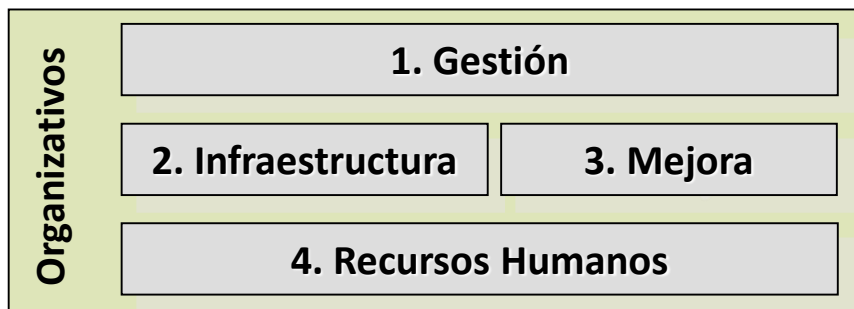 Organizativos
1. Gestión
2. Infraestructura
3. Mejora
4. Recursos Humanos